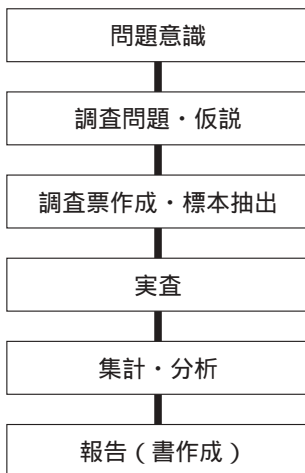 問題意識
調査問題・仮説
調査票作成・標本抽出
実査
集計・分析
報告（書作成）